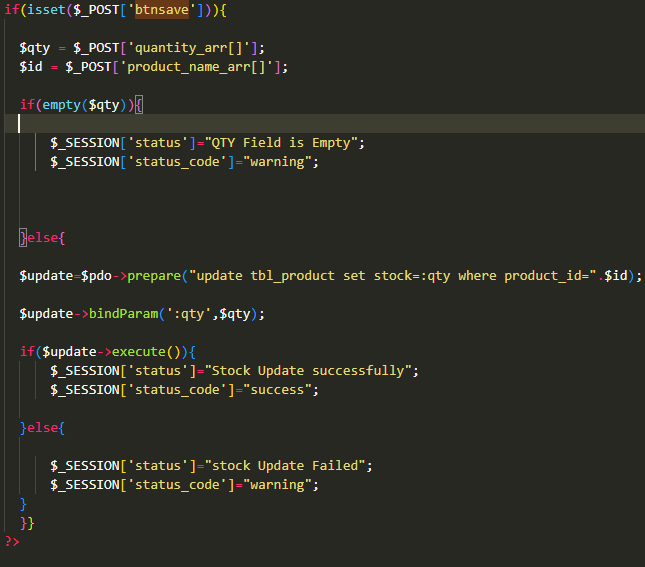 if(isset($_POST['btnsave'])){
$qty = $_POST['quantity_arr[]'];
$id = $_POST['product_name_arr[]'];
if(empty($qty)){
$_SESSION['status']="QTY Field is Empty";
$_SESSION['status_code']="warning";
}else{
$update=$pdo->prepare("update tbl_product set stock=:qty where product_id=".$id);
$update->bindParam(':qty',$qty);
if($update->execute()){
$_SESSION['status']="Stock Update successfully";
$_SESSION['status_code']="success";
}else{
$_SESSION['status']="stock Update Failed";
$_SESSION['status_code']="warning";
}
}}
?>